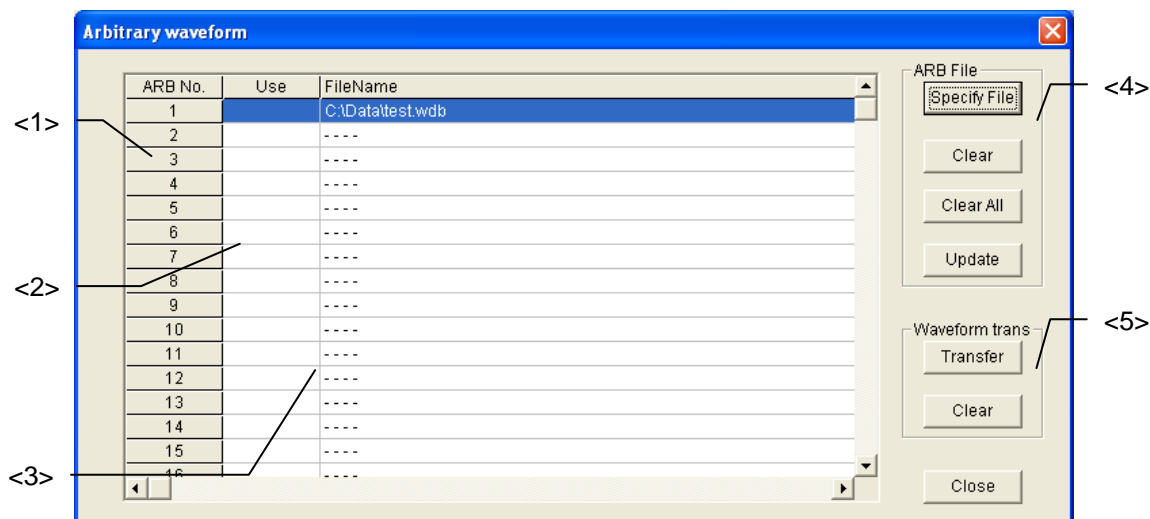 Arbitrary waveform
ARB No. Use FileName
1 C:\Data\test.wdb
2 - - - -
3 - - - -
4 - - - -
5 - - - -
6 - - - -
7 - - - -
8 - - - -
9 - - - -
10 - - - -
11 - - - -
12 - - - -
13 - - - -
14 - - - -
15 - - - -
16 - - - -
ARB File
Specify File
Clear
Clear All
Update
Waveform trans
Transfer
Clear
Close
<1>
<2>
<3>
<4>
<5>